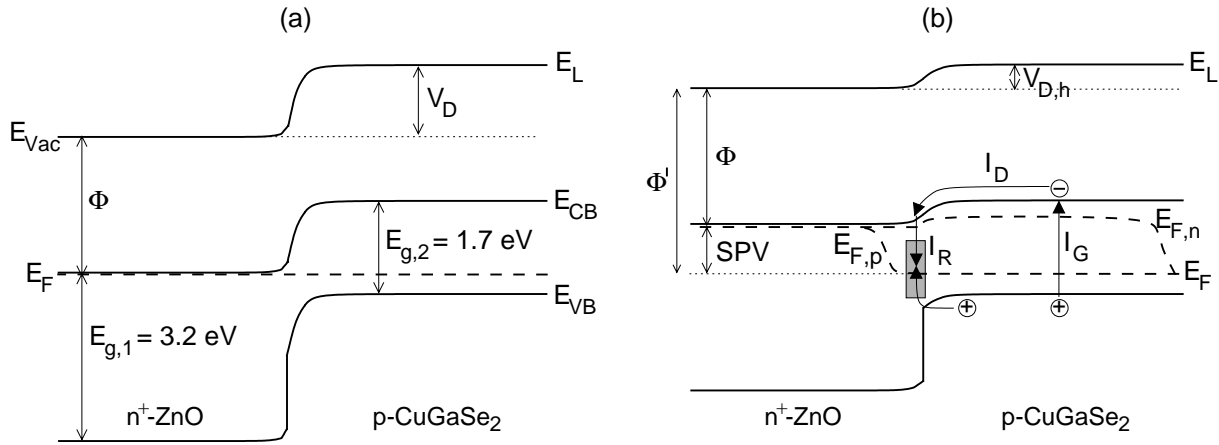 (a)
E_L
V_D
E_Vac
Φ
E_CB
E_g,2 = 1.7 eV
E_F
E_VB
E_g,1 = 3.2 eV
n⁺-ZnO
p-CuGaSe₂
(b)
E_L
V_D,h
Φ
Φ'
I_D
−
E_F,n
SPV
E_F,p
I_R
I_G
E_F
+
+
n⁺-ZnO
p-CuGaSe₂